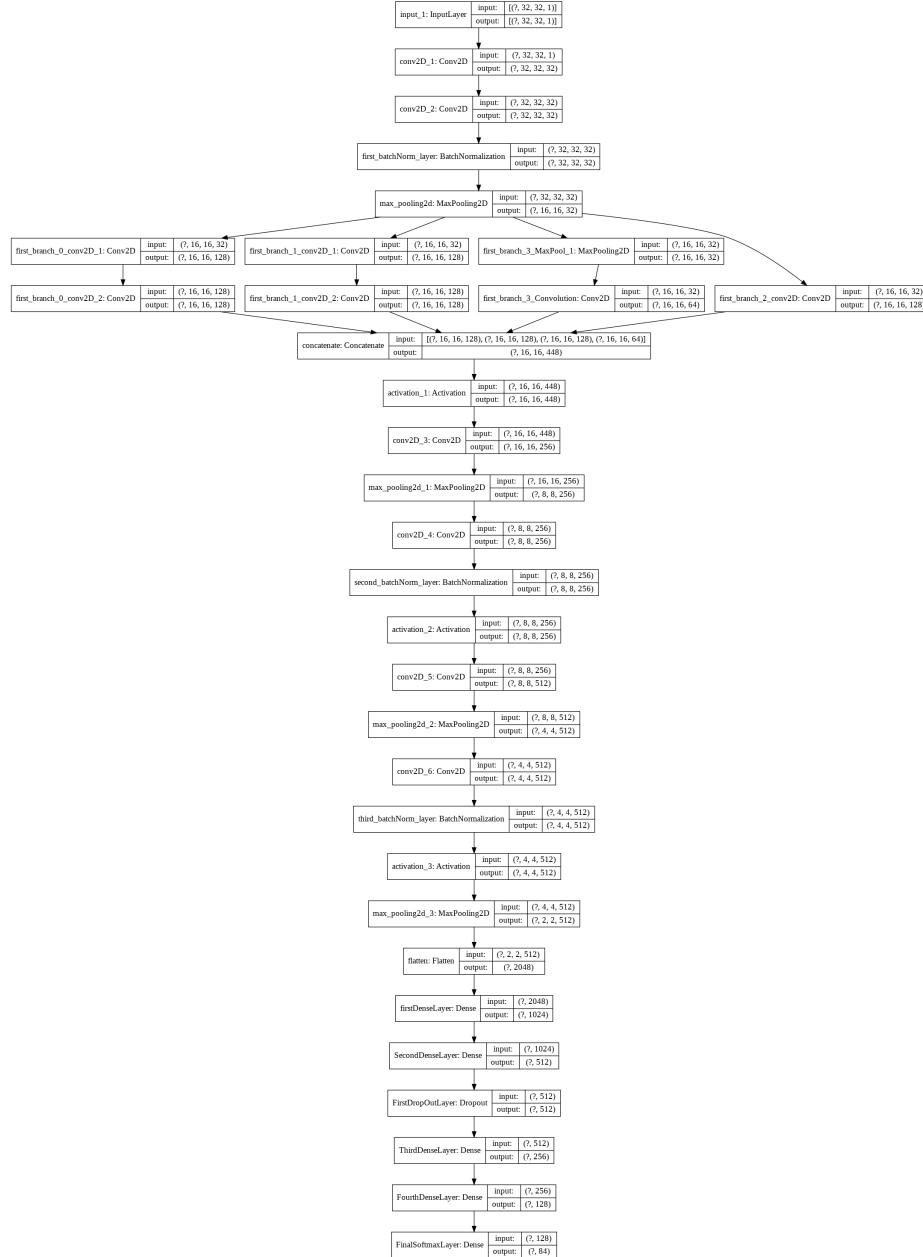 input_1: InputLayer input: [(?, 32, 32, 1)]
output: [(?, 32, 32, 1)]
conv2D_1: Conv2D input: (?, 32, 32, 1)
output: (?, 32, 32, 32)
conv2D_2: Conv2D input: (?, 32, 32, 32)
output: (?, 32, 32, 32)
first_batchNorm_layer: BatchNormalization input: (?, 32, 32, 32)
output: (?, 32, 32, 32)
max_pooling2d: MaxPooling2D input: (?, 32, 32, 32)
output: (?, 16, 16, 32)
first_branch_0_conv2D_1: Conv2D input: (?, 16, 16, 32)
output: (?, 16, 16, 128)
first_branch_1_conv2D_1: Conv2D input: (?, 16, 16, 32)
output: (?, 16, 16, 128)
first_branch_3_MaxPool_1: MaxPooling2D input: (?, 16, 16, 32)
output: (?, 16, 16, 32)
first_branch_0_conv2D_2: Conv2D input: (?, 16, 16, 128)
output: (?, 16, 16, 128)
first_branch_1_conv2D_2: Conv2D input: (?, 16, 16, 128)
output: (?, 16, 16, 128)
first_branch_3_Convolution: Conv2D input: (?, 16, 16, 32)
output: (?, 16, 16, 64)
first_branch_2_conv2D: Conv2D input: (?, 16, 16, 32)
output: (?, 16, 16, 128
concatenate: Concatenate input: [(?, 16, 16, 128), (?, 16, 16, 128), (?, 16, 16, 128), (?, 16, 16, 64)]
output: (?, 16, 16, 448)
activation_1: Activation input: (?, 16, 16, 448)
output: (?, 16, 16, 448)
conv2D_3: Conv2D input: (?, 16, 16, 448)
output: (?, 16, 16, 256)
max_pooling2d_1: MaxPooling2D input: (?, 16, 16, 256)
output: (?, 8, 8, 256)
conv2D_4: Conv2D input: (?, 8, 8, 256)
output: (?, 8, 8, 256)
second_batchNorm_layer: BatchNormalization input: (?, 8, 8, 256)
output: (?, 8, 8, 256)
activation_2: Activation input: (?, 8, 8, 256)
output: (?, 8, 8, 256)
conv2D_5: Conv2D input: (?, 8, 8, 256)
output: (?, 8, 8, 512)
max_pooling2d_2: MaxPooling2D input: (?, 8, 8, 512)
output: (?, 4, 4, 512)
conv2D_6: Conv2D input: (?, 4, 4, 512)
output: (?, 4, 4, 512)
third_batchNorm_layer: BatchNormalization input: (?, 4, 4, 512)
output: (?, 4, 4, 512)
activation_3: Activation input: (?, 4, 4, 512)
output: (?, 4, 4, 512)
max_pooling2d_3: MaxPooling2D input: (?, 4, 4, 512)
output: (?, 2, 2, 512)
flatten: Flatten input: (?, 2, 2, 512)
output: (?, 2048)
firstDenseLayer: Dense input: (?, 2048)
output: (?, 1024)
SecondDenseLayer: Dense input: (?, 1024)
output: (?, 512)
FirstDropOutLayer: Dropout input: (?, 512)
output: (?, 512)
ThirdDenseLayer: Dense input: (?, 512)
output: (?, 256)
FourthDenseLayer: Dense input: (?, 256)
output: (?, 128)
FinalSoftmaxLayer: Dense input: (?, 128)
output: (?, 84)